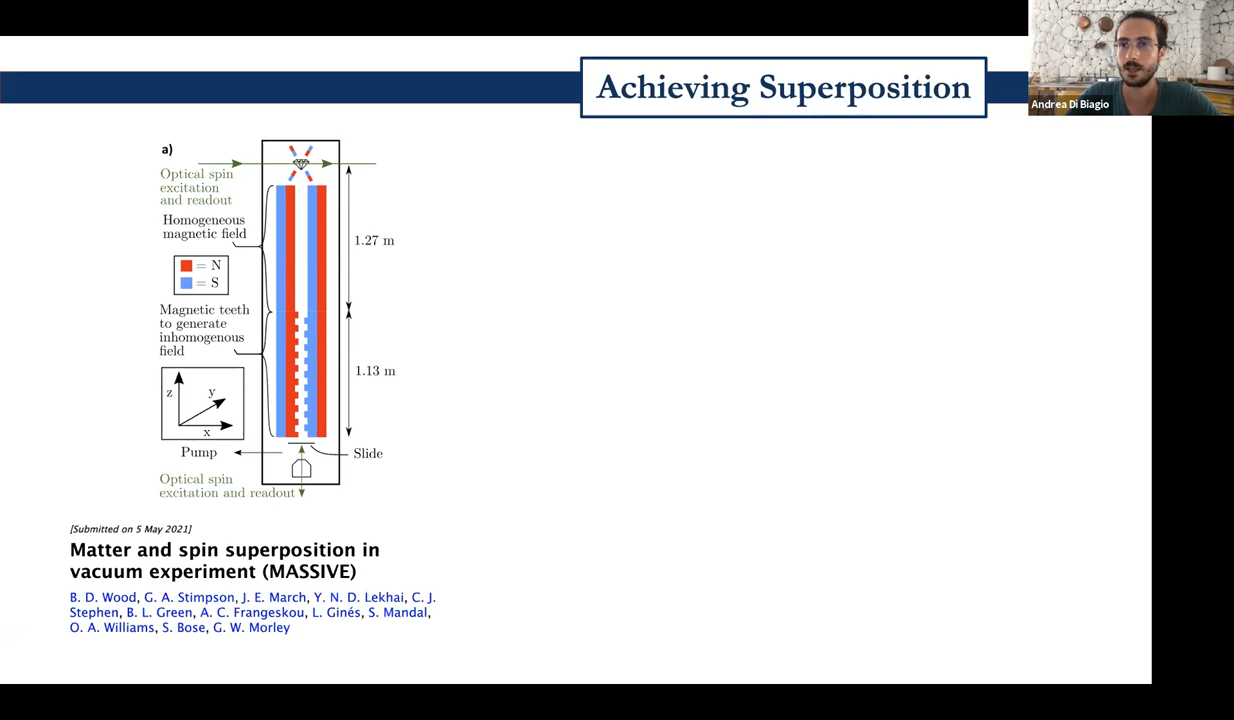 Achieving Superposition
Andrea Di Biagio
a)
Optical spin
excitation
and readout
Homogeneous
magnetic field
1.27 m
= N
= S
Magnetic teeth
to generate
inhomogenous
field
1.13 m
z
y
x
Pump
Slide
Optical spin
excitation and readout
[Submitted on 5 May 2021]
Matter and spin superposition in
vacuum experiment (MASSIVE)
B. D. Wood, G. A. Stimpson, J. E. March, Y. N. D. Lekhai, C. J.
Stephen, B. L. Green, A. C. Frangeskou, L. Ginés, S. Mandal,
O. A. Williams, S. Bose, G. W. Morley